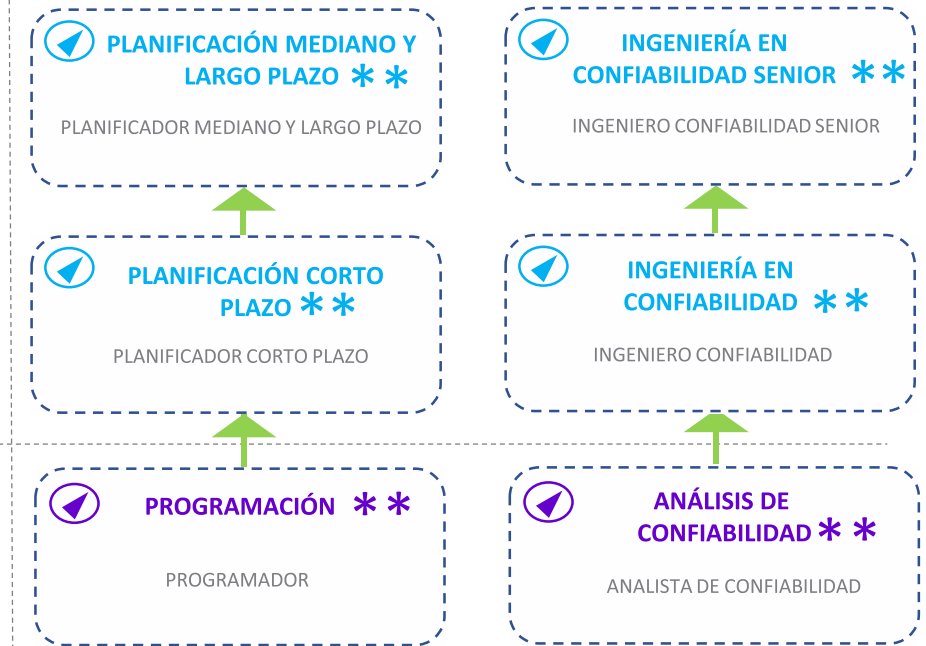 PLANIFICACIÓN MEDIANO Y
LARGO PLAZO **
PLANIFICADOR MEDIANO Y LARGO PLAZO
INGENIERÍA EN
CONFIABILIDAD SENIOR **
INGENIERO CONFIABILIDAD SENIOR
PLANIFICACIÓN CORTO
PLAZO **
PLANIFICADOR CORTO PLAZO
INGENIERÍA EN
CONFIABILIDAD **
INGENIERO CONFIABILIDAD
PROGRAMACIÓN **
PROGRAMADOR
ANÁLISIS DE
CONFIABILIDAD **
ANALISTA DE CONFIABILIDAD